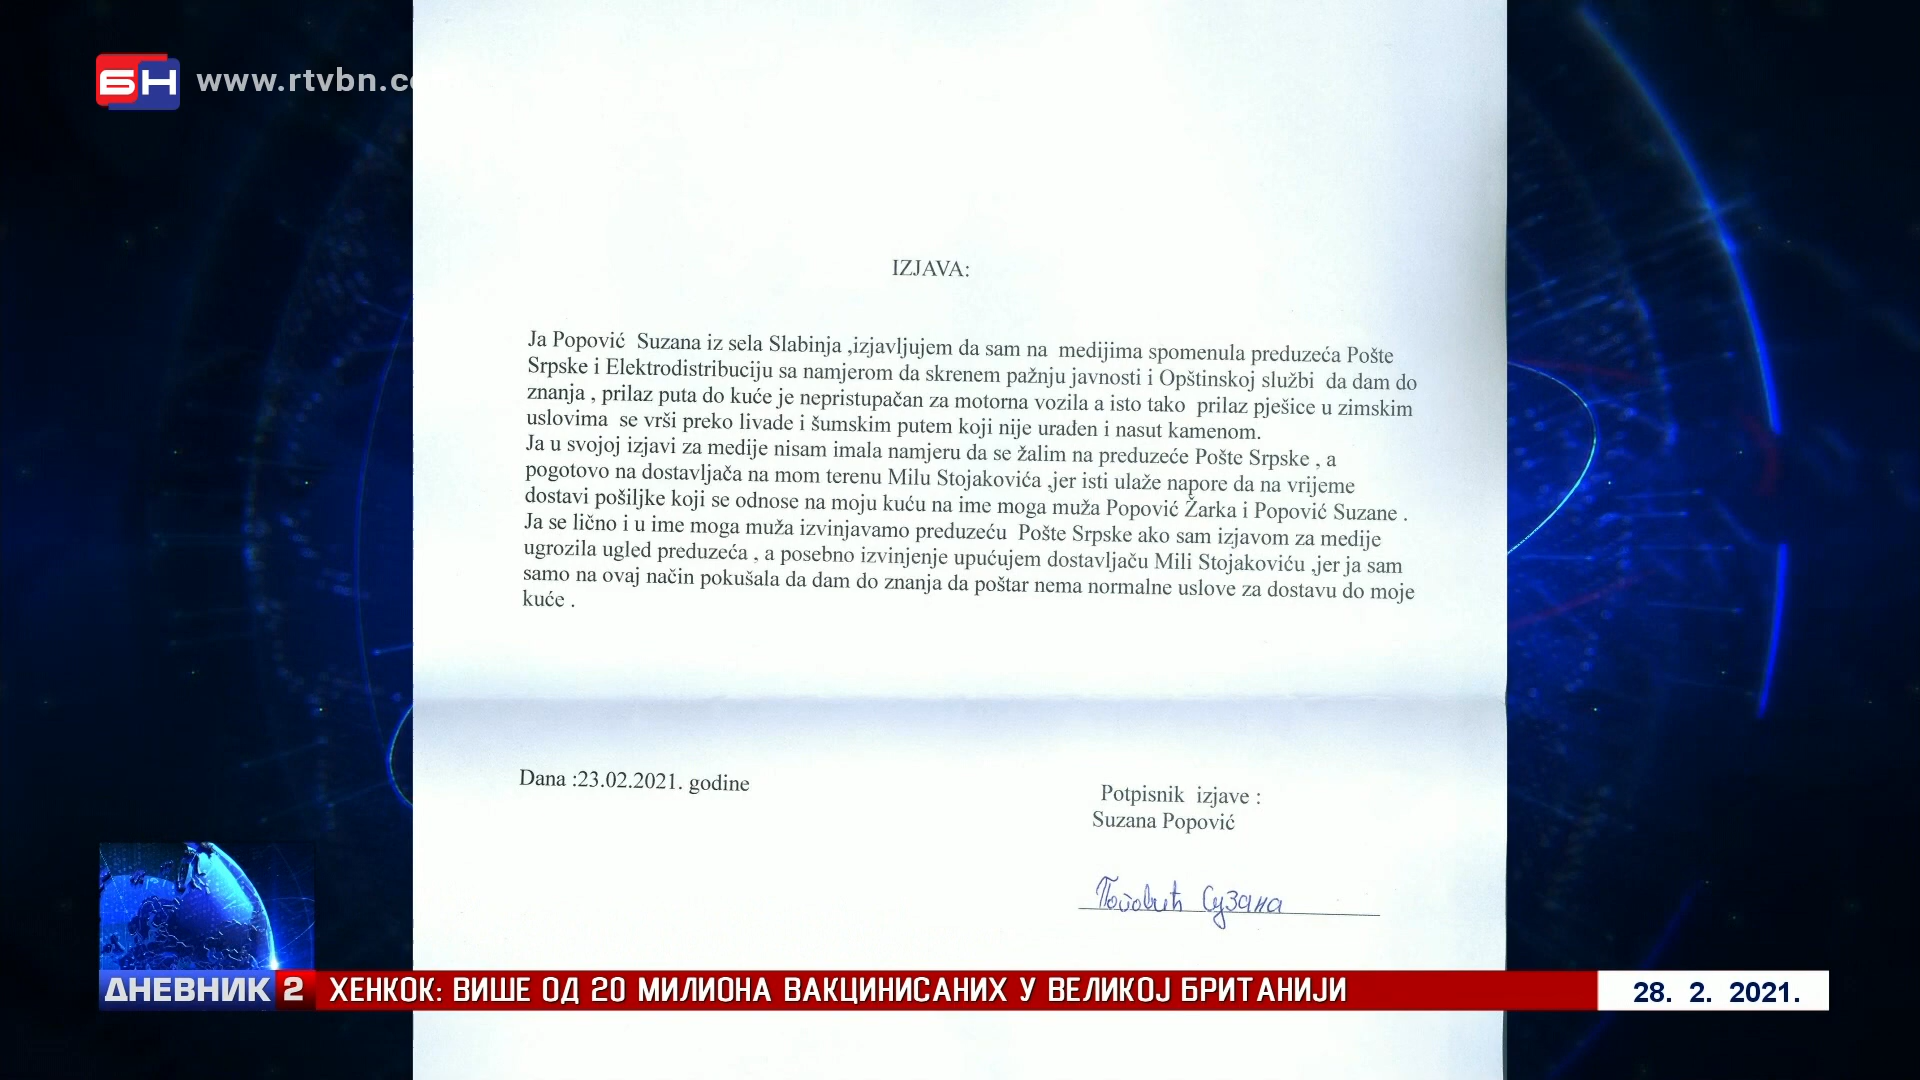 БН www.rtvbn.co
IZJAVA:
Ja Popović Suzana iz sela Slabinja ,izjavljujem da sam na medijima spomenula preduzeća Pošte
Srpske i Elektrodistribuciju sa namjerom da skrenem pažnju javnosti i Opštinskoj službi da dam do
znanja , prilaz puta do kuće je nepristupačan za motorna vozila a isto tako prilaz pješice u zimskim
uslovima se vrši preko livade i šumskim putem koji nije urađen i nasut kamenom.
Ja u svojoj izjavi za medije nisam imala namjeru da se žalim na preduzeće Pošte Srpske , a
pogotovo na dostavljača na mom terenu Milu Stojakovića ,jer isti ulaže napore da na vrijeme
dostavi pošiljke koji se odnose na moju kuću na ime moga muža Popović Žarka i Popović Suzane .
Ja se lično i u ime moga muža izvinjavamo preduzeću Pošte Srpske ako sam izjavom za medije
ugrozila ugled preduzeća , a posebno izvinjenje upućujem dostavljaču Mili Stojakoviću ,jer ja sam
samo na ovaj način pokušala da dam do znanja da poštar nema normalne uslove za dostavu do moje
kuće .
Dana :23.02.2021. godine
Potpisnik izjave :
Suzana Popović
Поповић Сузана
ДНЕВНИК 2 ХЕНКОК: ВИШЕ ОД 20 МИЛИОНА ВАКЦИНИСАНИХ У ВЕЛИКОЈ БРИТАНИЈИ 28. 2. 2021.